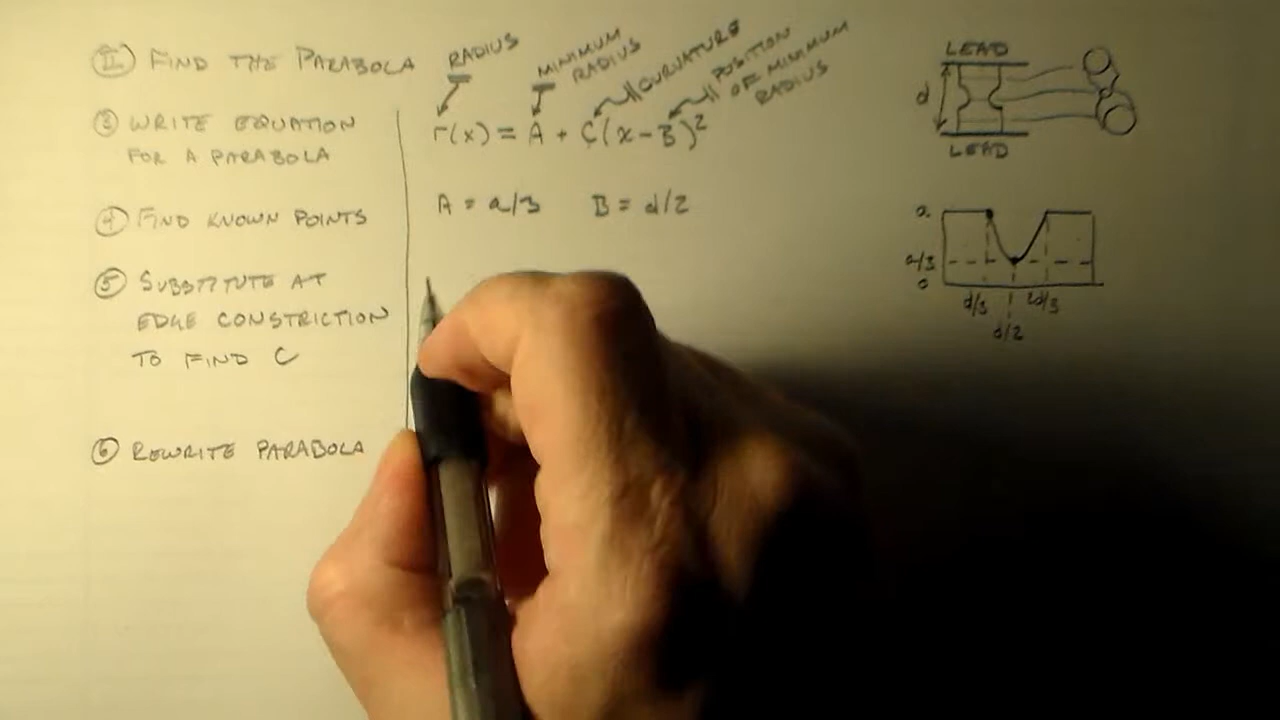 II) FIND THE PARABOLA
RADIUS
MINIMUM
RADIUS
CURVATURE
POSITION
OF MINIMUM
RADIUS
③ WRITE EQUATION
FOR A PARABOLA
r(x) = A + C(x-B)²
④ FIND KNOWN POINTS
A = a/3 B = d/2
⑤ SUBSTITUTE AT
EDGE CONSTRICTION
TO FIND C
⑥ REWRITE PARABOLA
LEAD
d
LEAD
a
a/3
0
d/3 2d/3
d/2